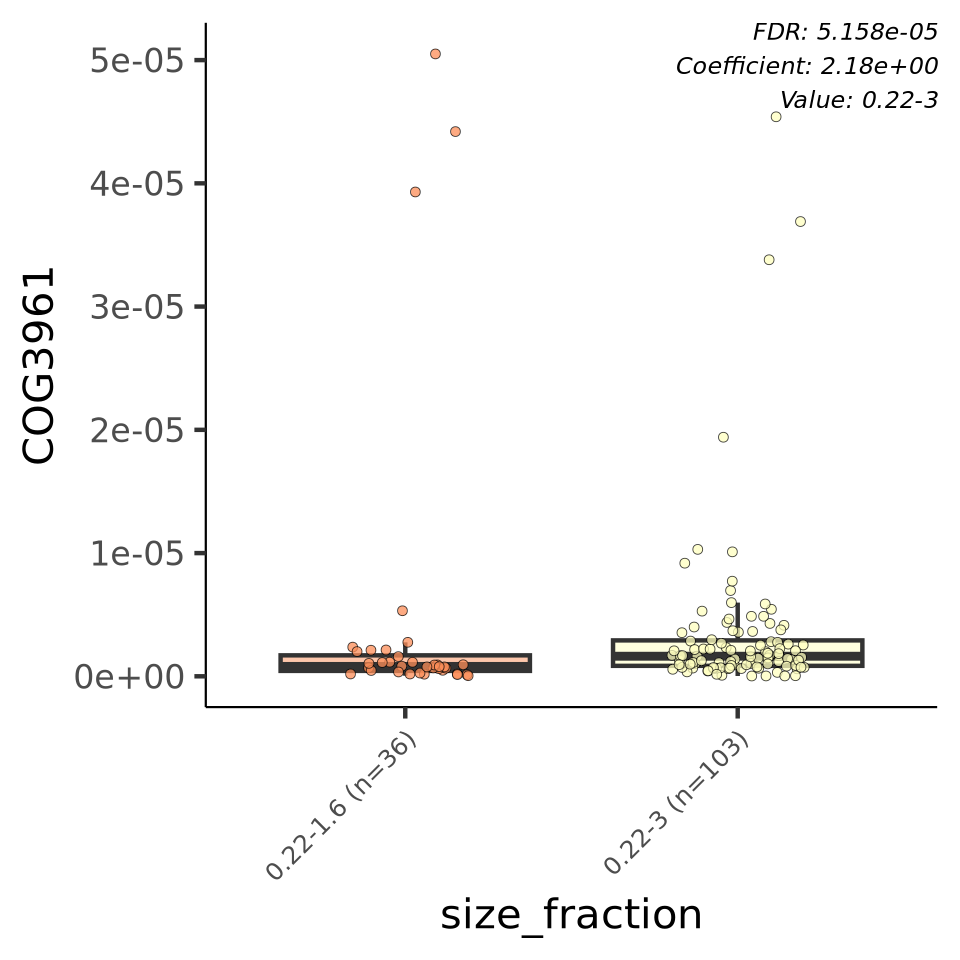 FDR: 5.158e-05
Coefficient: 2.18e+00
Value: 0.22-3
5e-05
4e-05
3e-05
2e-05
1e-05
0e+00
COG3961
0.22-1.6 (n=36)
0.22-3 (n=103)
size_fraction